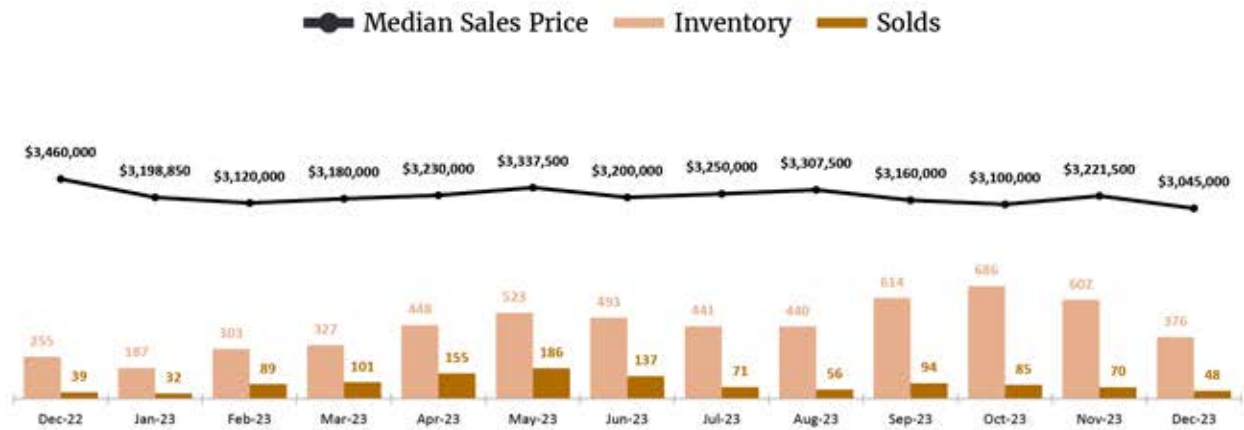 Median Sales Price Inventory Solds
$3,460,000 $3,198,850 $3,120,000 $3,180,000 $3,230,000 $3,337,500 $3,200,000 $3,250,000 $3,307,500 $3,160,000 $3,100,000 $3,221,500 $3,045,000
255 187 303 327 448 523 493 441 440 614 686 602 376
39 32 89 101 155 186 137 71 56 94 85 70 48
Dec-22 Jan-23 Feb-23 Mar-23 Apr-23 May-23 Jun-23 Jul-23 Aug-23 Sep-23 Oct-23 Nov-23 Dec-23